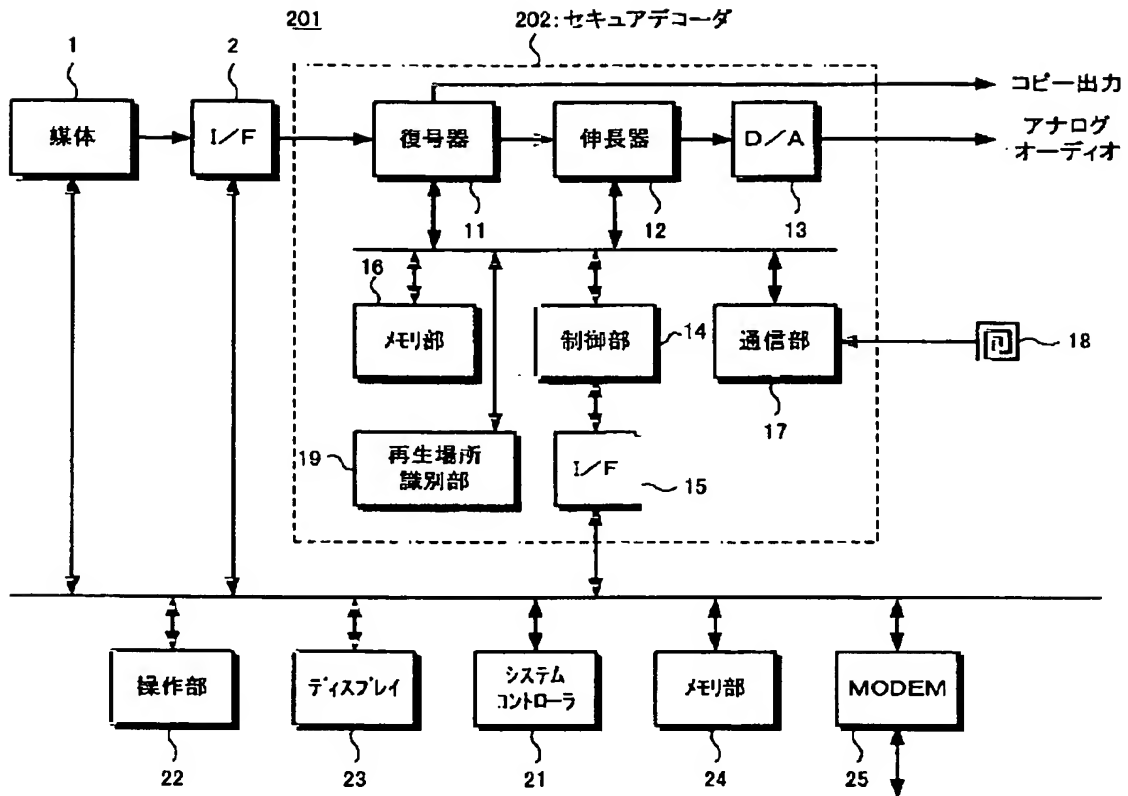 201
202:セキュアデコーダ
1
2
媒体
I/F
復号器
伸長器
D/A
コピー出力
アナログ
オーディオ
11
12
13
16
メモリ部
制御部
14
通信部
18
17
19
再生場所
識別部
I/F
15
操作部
ディスプレイ
システム
コントローラ
メモリ部
MODEM
22
23
21
24
25